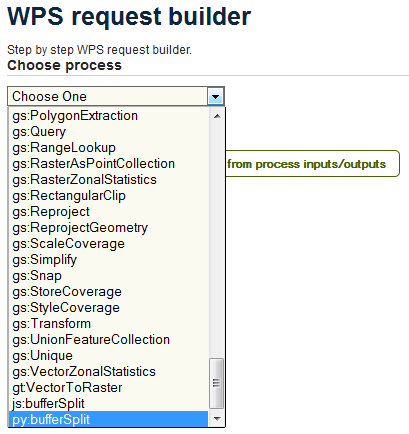 WPS request builder
Step by step WPS request builder.
Choose process
Choose One
gs:PolygonExtraction
gs:Query
gs:RangeLookup
gs:RasterAsPointCollection
from process inputs/outputs
gs:RasterZonalStatistics
gs:RectangularClip
gs:Reproject
gs:ReprojectGeometry
gs:ScaleCoverage
gs:Simplify
gs:Snap
gs:StoreCoverage
gs:StyleCoverage
gs:Transform
gs:UnionFeatureCollection
gs:Unique
gs:VectorZonalStatistics
gt:VectorToRaster
js:bufferSplit
py:bufferSplit